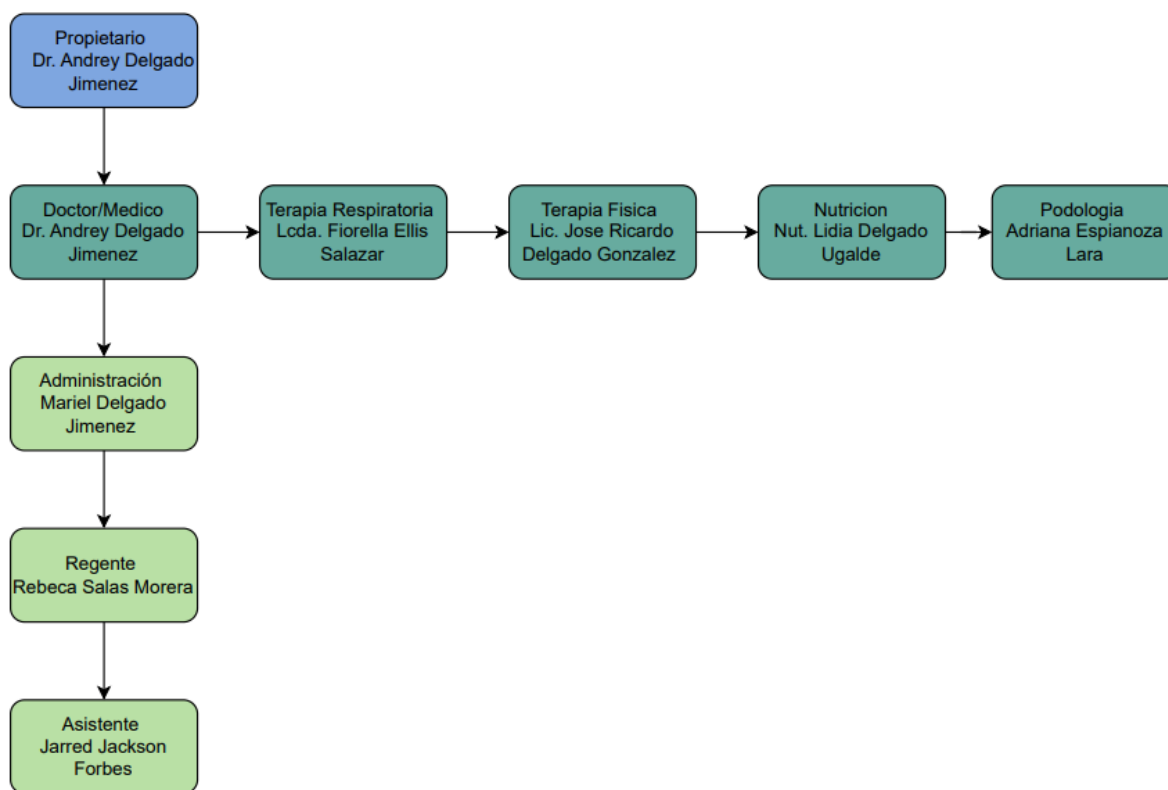 Propietario
Dr. Andrey Delgado
Jimenez
Doctor/Medico
Dr. Andrey Delgado
Jimenez
Terapia Respiratoria
Lcda. Fiorella Ellis
Salazar
Terapia Fisica
Lic. Jose Ricardo
Delgado Gonzalez
Nutricion
Nut. Lidia Delgado
Ugalde
Podologia
Adriana Espianoza
Lara
Administración
Mariel Delgado
Jimenez
Regente
Rebeca Salas Morera
Asistente
Jarred Jackson
Forbes